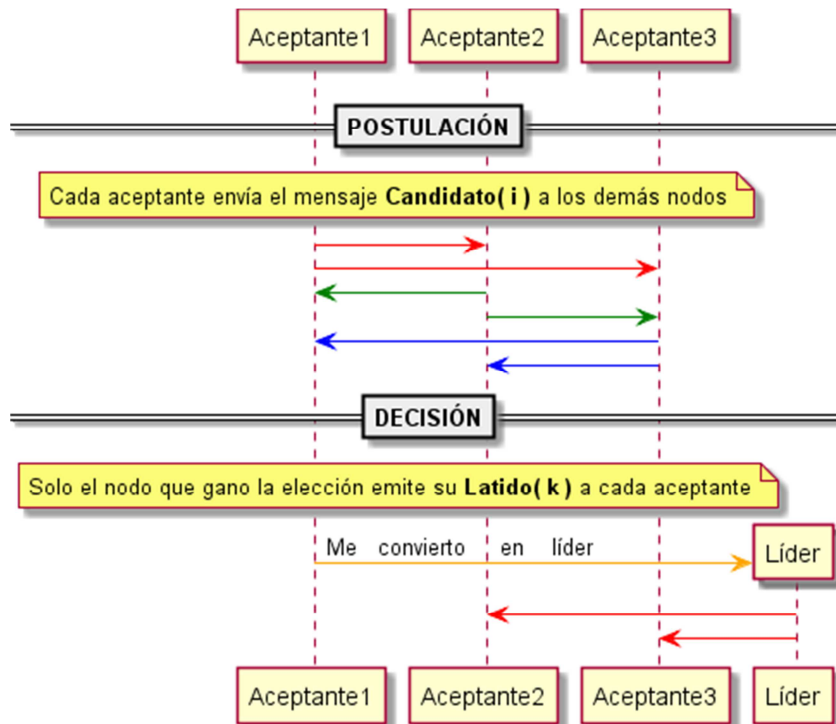 Aceptante1 Aceptante2 Aceptante3
POSTULACIÓN
Cada aceptante envía el mensaje Candidato( i ) a los demás nodos
DECISIÓN
Solo el nodo que gano la elección emite su Latido( k ) a cada aceptante
Me convierto en líder
Líder
Aceptante1 Aceptante2 Aceptante3 Líder